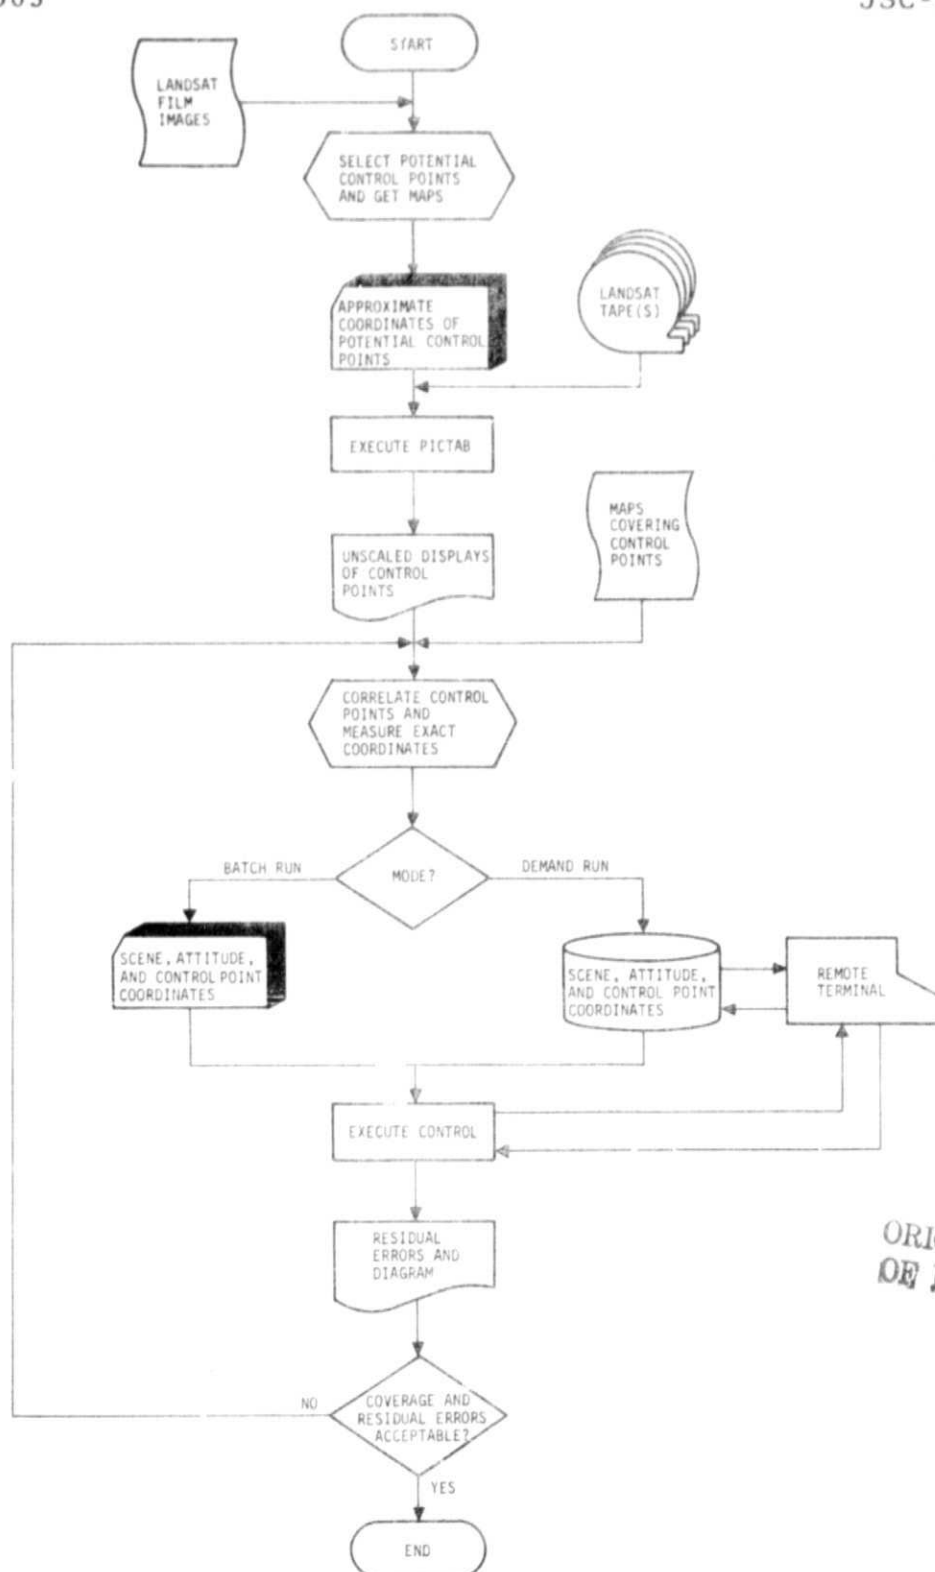 START
LANDSAT
FILM
IMAGES
SELECT POTENTIAL
CONTROL POINTS
AND GET MAPS
LANDSAT
TAPE(S)
APPROXIMATE
COORDINATES OF
POTENTIAL CONTROL
POINTS
EXECUTE PICTAB
MAPS
COVERING
CONTROL
POINTS
UNSCALED DISPLAYS
OF CONTROL
POINTS
CORRELATE CONTROL
POINTS AND
MEASURE EXACT
COORDINATES
MODE?
BATCH RUN
DEMAND RUN
SCENE, ATTITUDE,
AND CONTROL POINT
COORDINATES
SCENE, ATTITUDE,
AND CONTROL POINT
COORDINATES
REMOTE
TERMINAL
EXECUTE CONTROL
RESIDUAL
ERRORS AND
DIAGRAM
COVERAGE AND
RESIDUAL ERRORS
ACCEPTABLE?
NO
YES
END